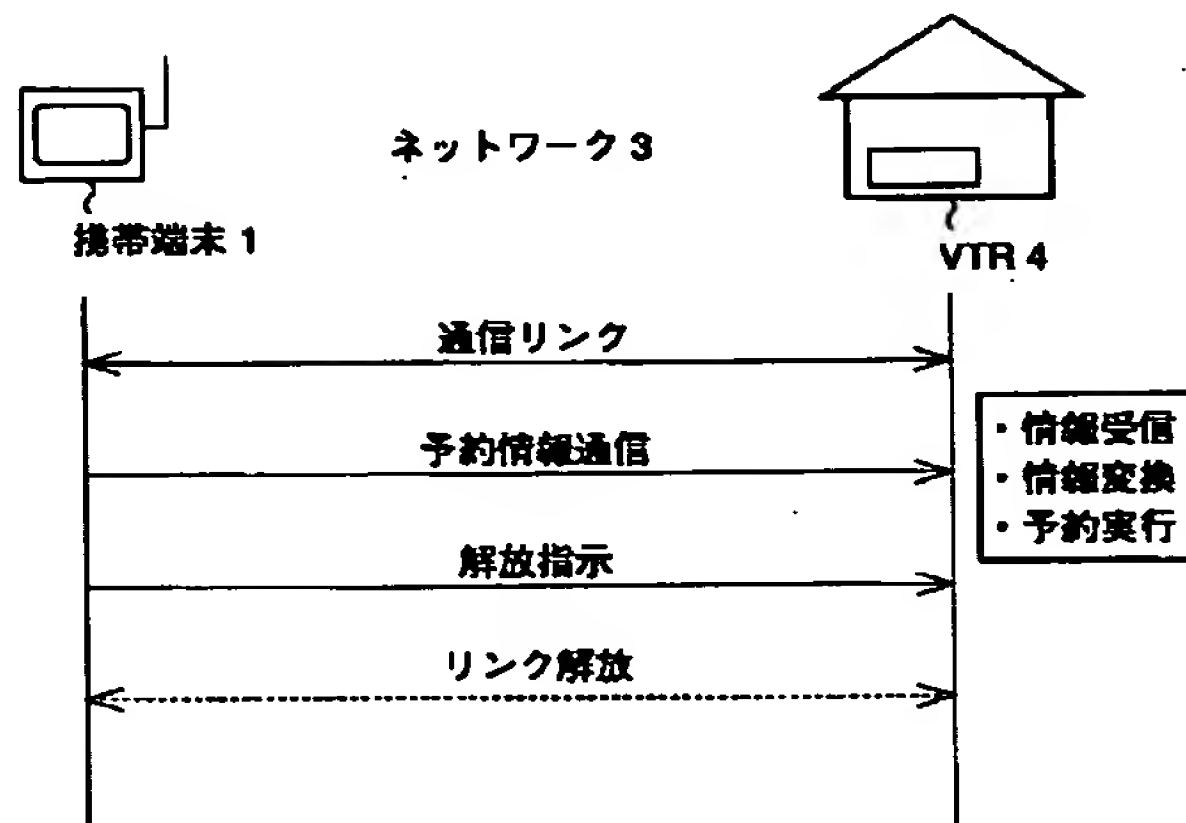 ネットワーク 3
携帯端末 1
VTR 4
通信リンク
予約情報通信
・情報受信
・情報変換
・予約実行
解放指示
リンク解放